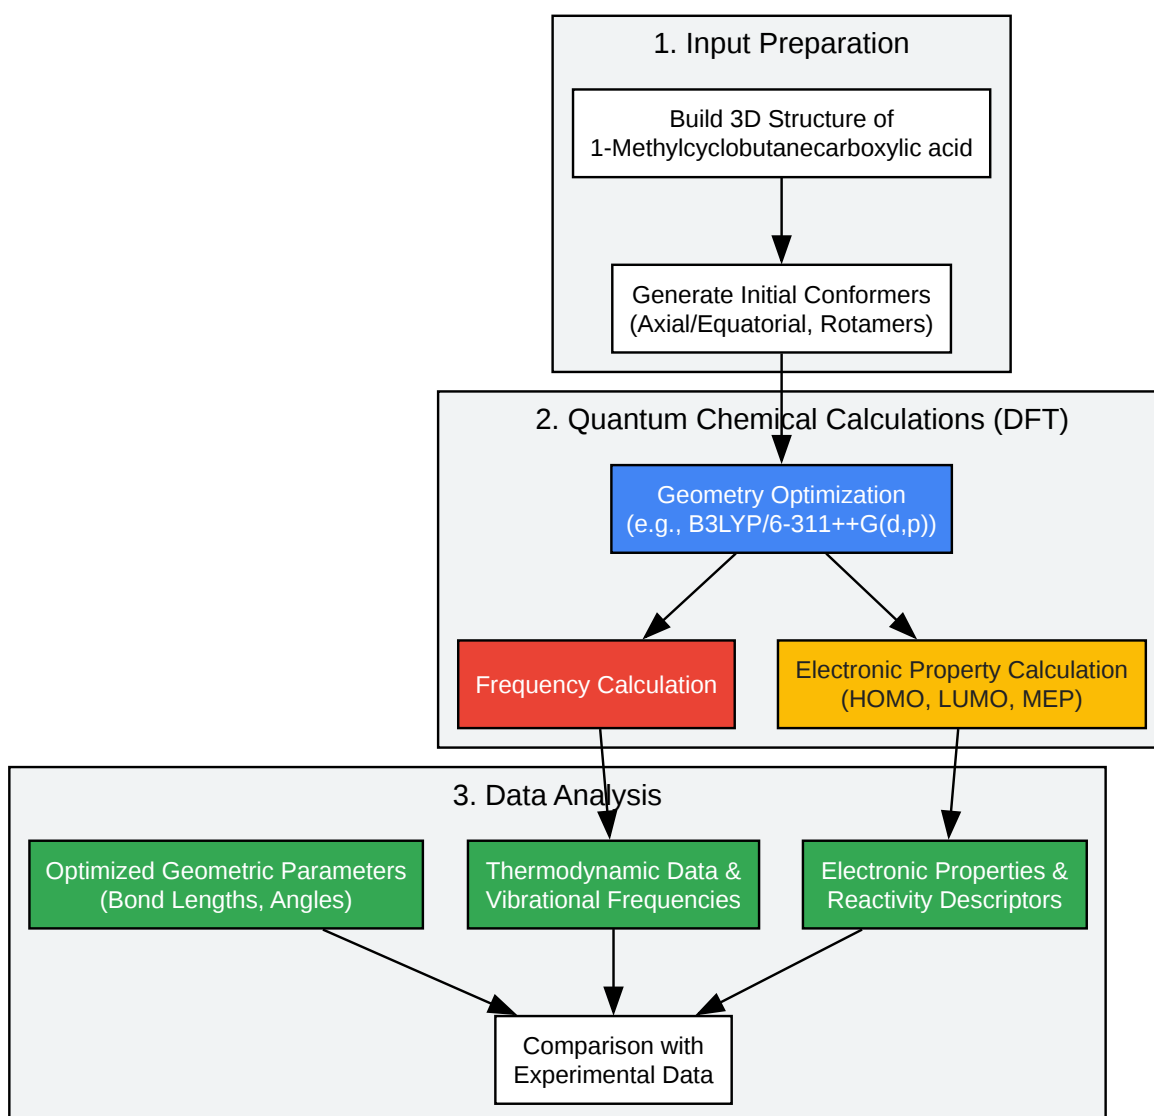 1. Input Preparation
Build 3D Structure of
1-Methylcyclobutanecarboxylic acid
Generate Initial Conformers
(Axial/Equatorial, Rotamers)
2. Quantum Chemical Calculations (DFT)
Geometry Optimization
(e.g., B3LYP/6-311++G(d,p))
Frequency Calculation
Electronic Property Calculation
(HOMO, LUMO, MEP)
3. Data Analysis
Optimized Geometric Parameters
(Bond Lengths, Angles)
Thermodynamic Data &
Vibrational Frequencies
Electronic Properties &
Reactivity Descriptors
Comparison with
Experimental Data